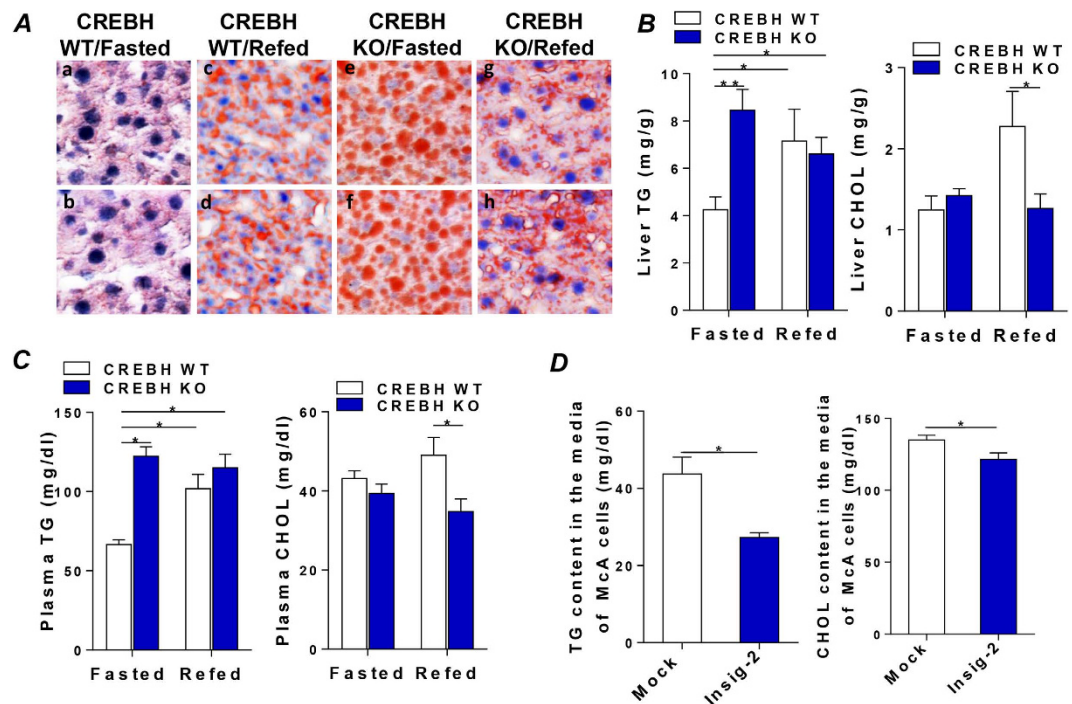 A
CREBH
WT/Fasted
CREBH
WT/Refed
CREBH
KO/Fasted
CREBH
KO/Refed
a
c
e
g
b
d
f
h
B
CREBH WT
CREBH KO
Liver TG (mg/g)
10
8
6
4
2
0
* *
*
*
Fasted
Refed
CREBH WT
CREBH KO
Liver CHOL (mg/g)
3
2
1
0
*
Fasted
Refed
C
CREBH WT
CREBH KO
Plasma TG (mg/dl)
150
100
50
0
*
*
*
Fasted
Refed
CREBH WT
CREBH KO
Plasma CHOL (mg/dl)
60
40
20
0
*
Fasted
Refed
D
TG content in the media
of McA cells (mg/dl)
60
40
20
0
*
Mock
Insig-2
CHOL content in the media
of McA cells (mg/dl)
150
100
50
0
*
Mock
Insig-2